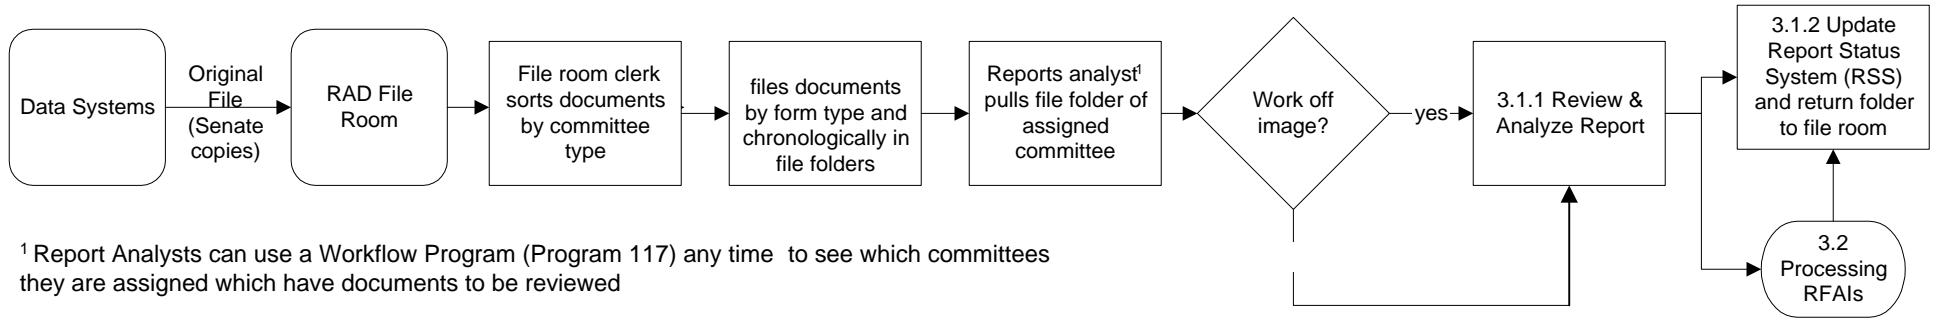 Data Systems
Original
File
(Senate
copies)
RAD File
Room
File room clerk
sorts documents
by committee
type
files documents
by form type and
chronologically in
file folders
Reports analyst¹
pulls file folder of
assigned
committee
Work off
image?
yes
3.1.1 Review &
Analyze Report
3.1.2 Update
Report Status
System (RSS)
and return folder
to file room
3.2
Processing
RFAIs
¹ Report Analysts can use a Workflow Program (Program 117) any time  to see which committees
they are assigned which have documents to be reviewed